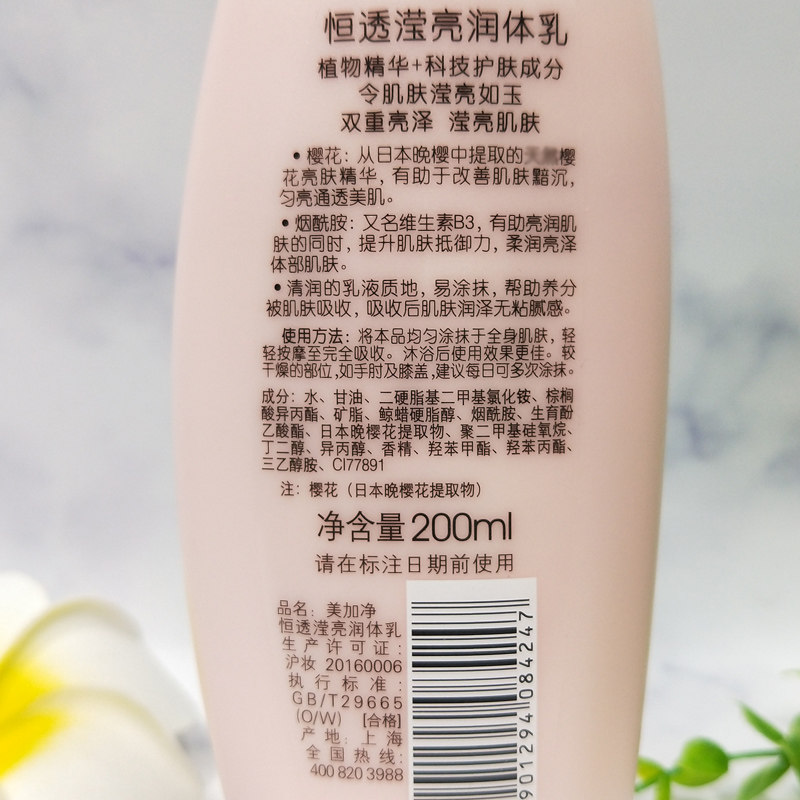 恒透滢亮润体乳
植物精华+科技护肤成分
令肌肤滢亮如玉
双重亮泽 滢亮肌肤
• 樱花：从日本晚樱中提取的樱
花亮肤精华，有助于改善肌肤黯沉，
匀亮通透美肌。
• 烟酰胺：又名维生素B3，有助亮润肌
肤的同时，提升肌肤抵御力，柔润亮泽
体部肌肤。
• 清润的乳液质地，易涂抹，帮助养分
被肌肤吸收，吸收后肌肤润泽无粘腻感。
使用方法：将本品均匀涂抹于全身肌肤，轻
轻按摩至完全吸收。沐浴后使用效果更佳。较
干燥的部位，如手肘及膝盖，建议每日可多次涂抹。
成分：水、甘油、二硬脂基二甲基氯化铵、棕榈
酸异丙酯、矿脂、鲸蜡硬脂醇、烟酰胺、生育酚
乙酸酯、日本晚樱花提取物、聚二甲基硅氧烷、
丁二醇、异丙醇、香精、羟苯甲酯、羟苯丙酯、
三乙醇胺、CI77891
注：樱花（日本晚樱花提取物）
净含量 200ml
请在标注日期前使用
品名：美加净
恒透滢亮润体乳
生产许可证：
沪妆 20160006
执行标准：
GB/T29665
(O/W) [合格]
产地：上海
全国热线：
400 820 3988
901294 084247